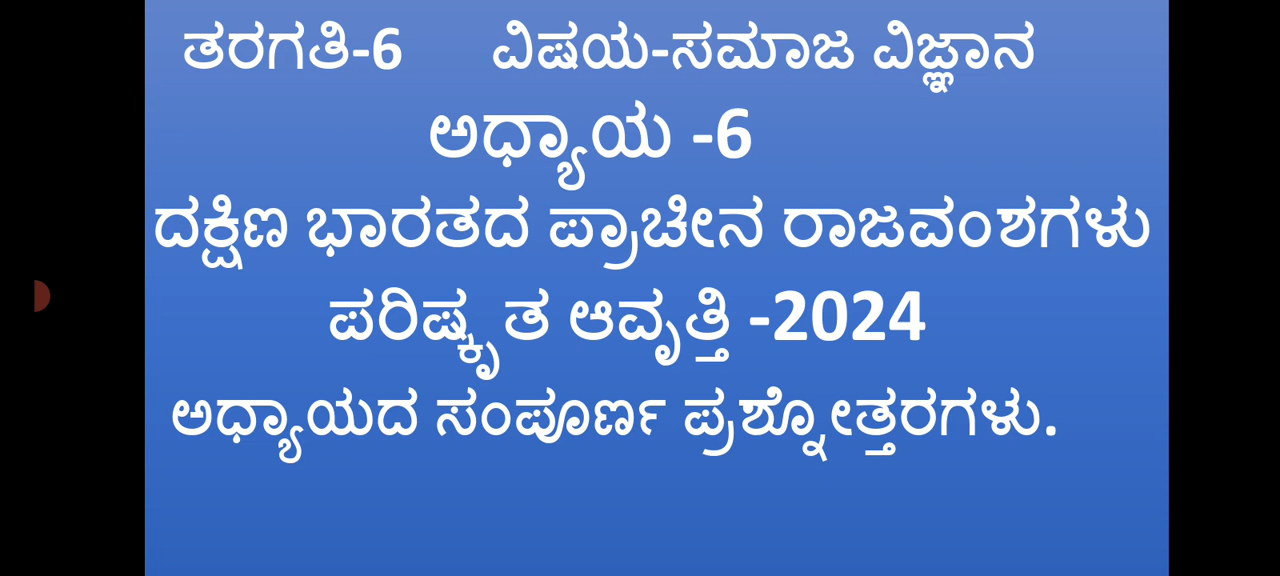 ತರಗತಿ-6 ವಿಷಯ-ಸಮಾಜ ವಿಜ್ಞಾನ
ಅಧ್ಯಾಯ -6
ದಕ್ಷಿಣ ಭಾರತದ ಪ್ರಾಚೀನ ರಾಜವಂಶಗಳು
ಪರಿಷ್ಕೃತ ಆವೃತ್ತಿ -2024
ಅಧ್ಯಾಯದ ಸಂಪೂರ್ಣ ಪ್ರಶ್ನೋತ್ತರಗಳು.